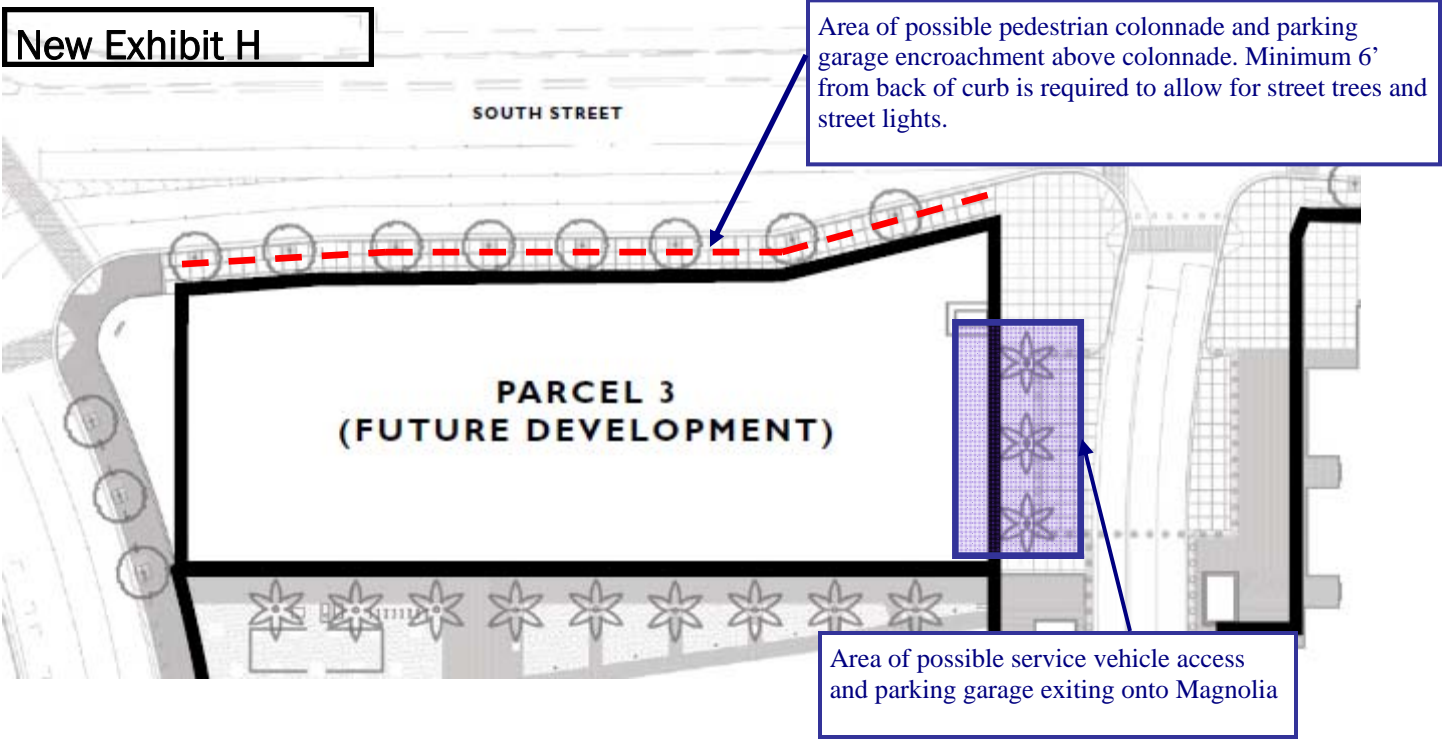 New Exhibit H
Area of possible pedestrian colonnade and parking
garage encroachment above colonnade. Minimum 6’
from back of curb is required to allow for street trees and
street lights.
SOUTH STREET
PARCEL 3
(FUTURE DEVELOPMENT)
Area of possible service vehicle access
and parking garage exiting onto Magnolia